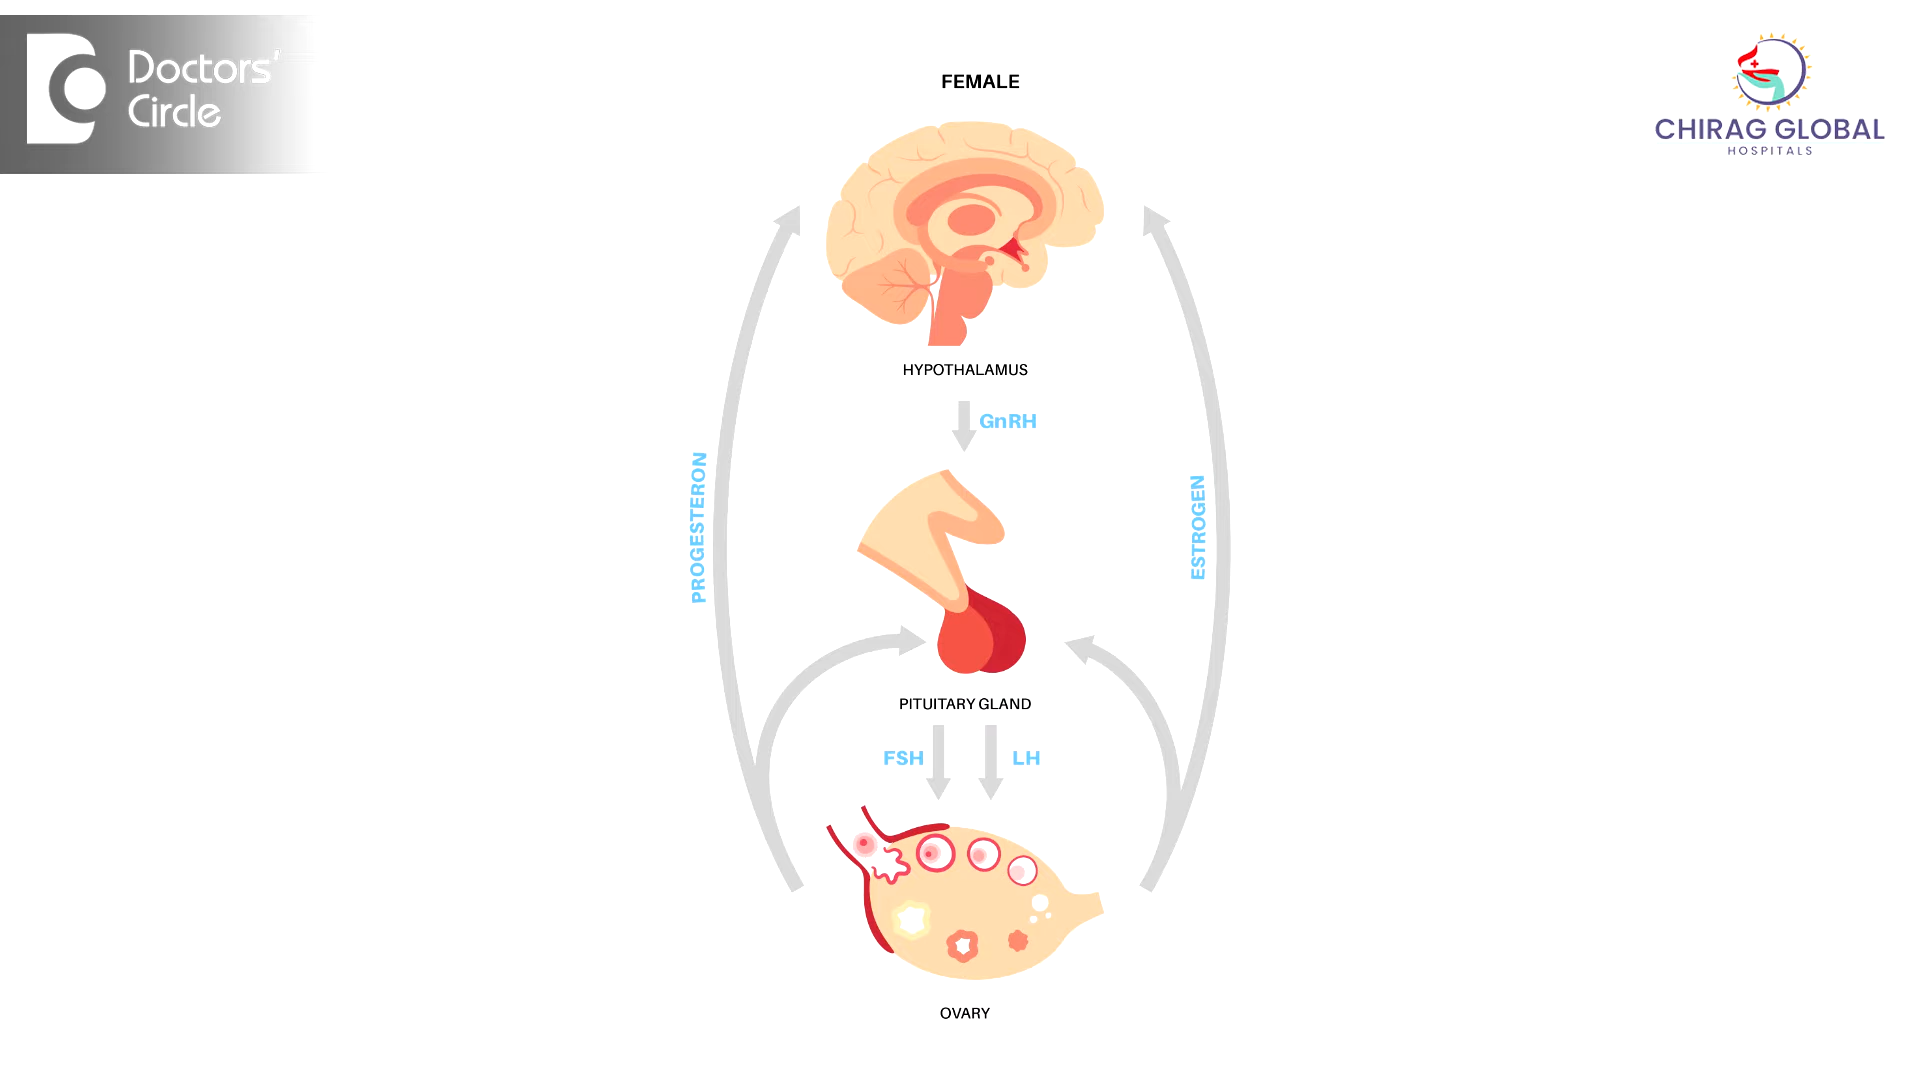 Doctors'
Circle
CHIRAG GLOBAL
HOSPITALS
FEMALE
HYPOTHALAMUS
GnRH
PROGESTERON
ESTROGEN
PITUITARY GLAND
FSH
LH
OVARY